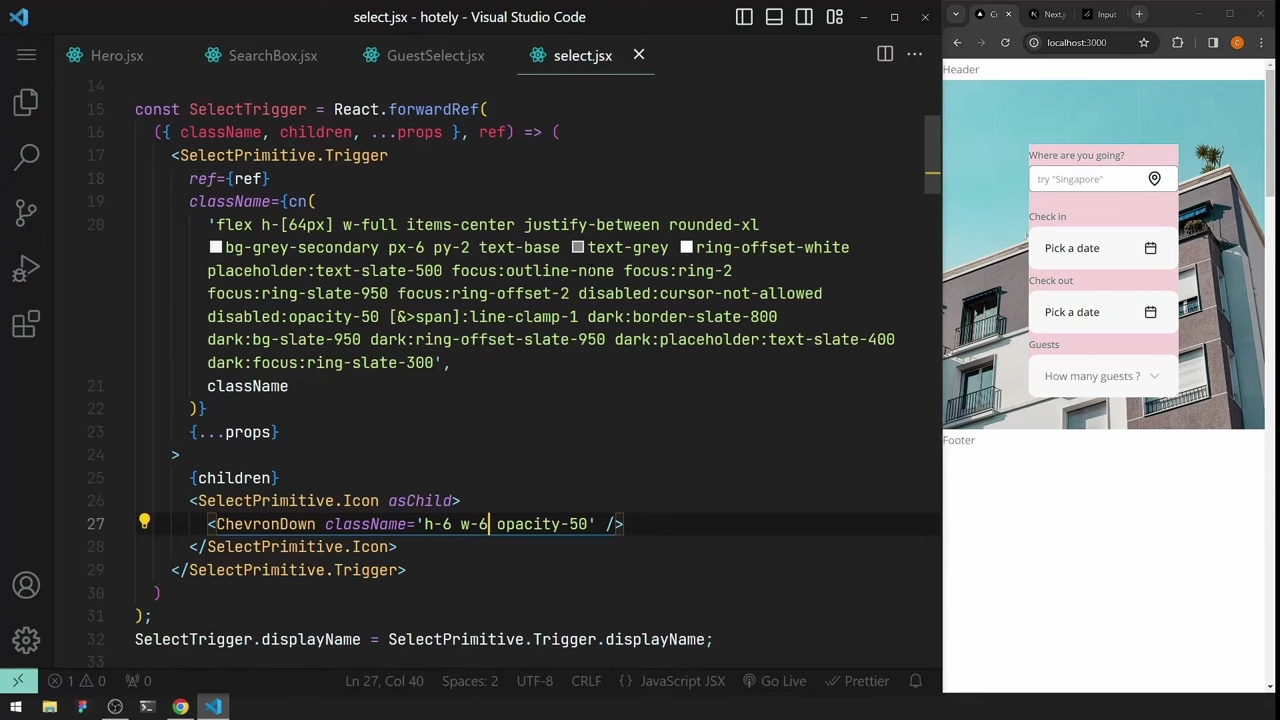 select.jsx - hotely - Visual Studio Code
Hero.jsx
SearchBox.jsx
GuestSelect.jsx
select.jsx
14
15 const SelectTrigger = React.forwardRef(
16 ({ className, children, ...props }, ref) => (
17 <SelectPrimitive.Trigger
18 ref={ref}
19 className={cn(
20 'flex h-[64px] w-full items-center justify-between rounded-xl
bg-grey-secondary px-6 py-2 text-base text-grey ring-offset-white
placeholder:text-slate-500 focus:outline-none focus:ring-2
focus:ring-slate-950 focus:ring-offset-2 disabled:cursor-not-allowed
disabled:opacity-50 [&>span]:line-clamp-1 dark:border-slate-800
dark:bg-slate-950 dark:ring-offset-slate-950 dark:placeholder:text-slate-400
dark:focus:ring-slate-300',
21 className
22 )}
23 {...props}
24 >
25 {children}
26 <SelectPrimitive.Icon asChild>
27 <ChevronDown className='h-6 w-6 opacity-50' />
28 </SelectPrimitive.Icon>
29 </SelectPrimitive.Trigger>
30 )
31 );
32 SelectTrigger.displayName = SelectPrimitive.Trigger.displayName;
33
1 0 0
Ln 27, Col 40
Spaces: 2
UTF-8
CRLF
{} JavaScript JSX
Go Live
Prettier
Cr
Next.j
Input
localhost:3000
C
Header
Where are you going?
try "Singapore"
Check in
Pick a date
Check out
Pick a date
Guests
How many guests ?
Footer